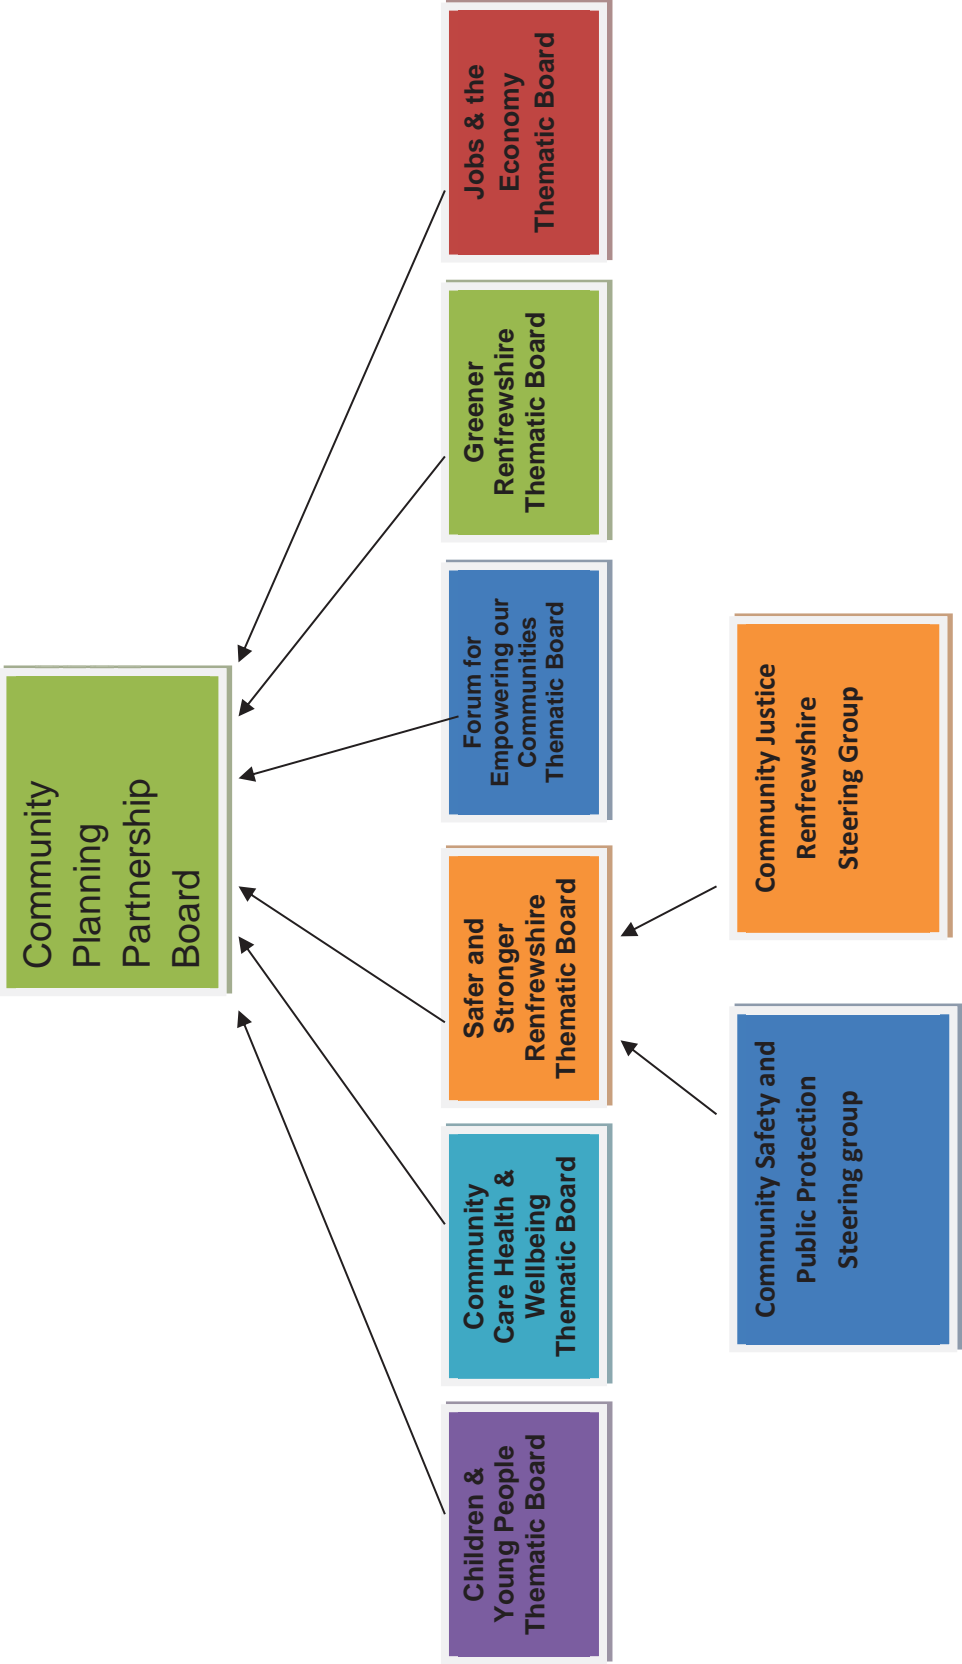 Community
Planning
Partnership
Board
Children &
Young People
Thematic Board
Community
Care Health &
Wellbeing
Thematic Board
Safer and
Stronger
Renfrewshire
Thematic Board
Forum for
Empowering our
Communities
Thematic Board
Greener
Renfrewshire
Thematic Board
Jobs & the
Economy
Thematic Board
Community Safety and
Public Protection
Steering group
Community Justice
Renfrewshire
Steering Group